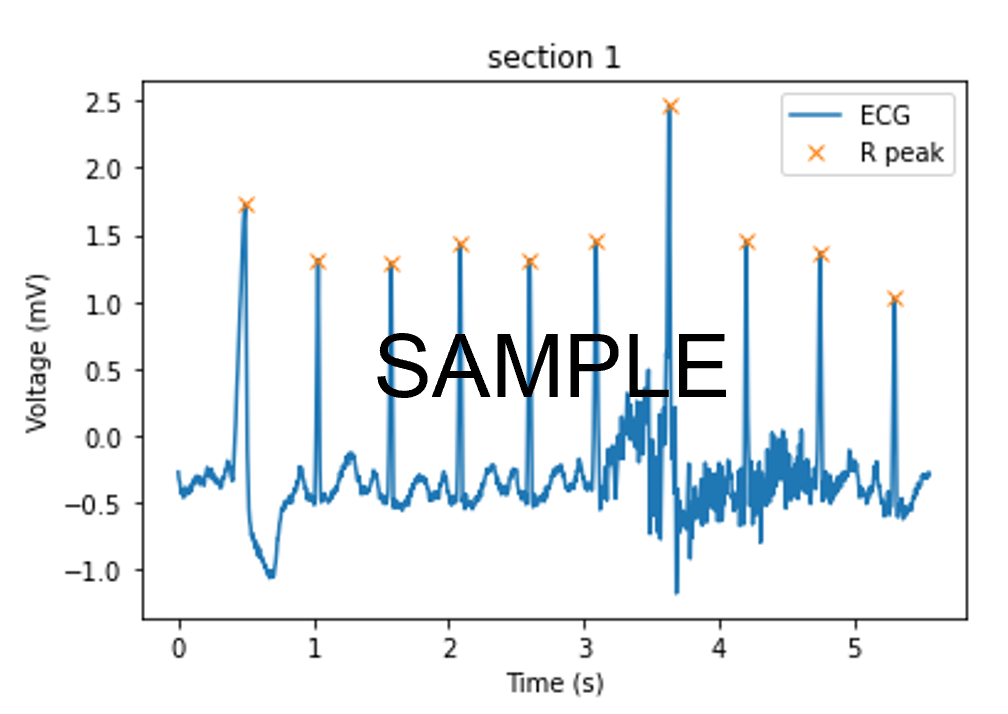 section 1
2.5
2.0
1.5
1.0
0.5
0.0
−0.5
−1.0
Voltage (mV)
ECG
R peak
SAMPLE
0 1 2 3 4 5
Time (s)